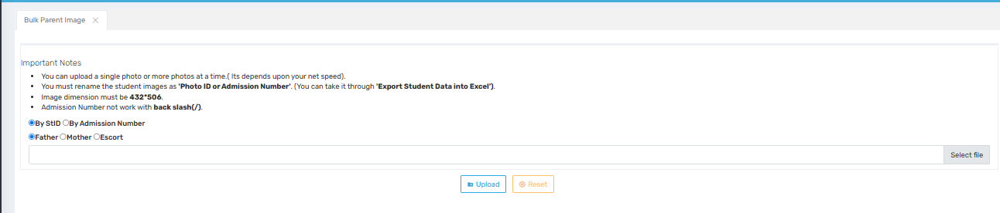 Bulk Parent Image
Important Notes
You can upload a single photo or more photos at a time.( Its depends upon your net speed).
You must rename the student images as 'Photo ID or Admission Number'. (You can take it through 'Export Student Data into Excel').
Image dimension must be 432*506.
Admission Number not work with back slash(/).
By StID By Admission Number
Father Mother Escort
Select file
Upload Reset